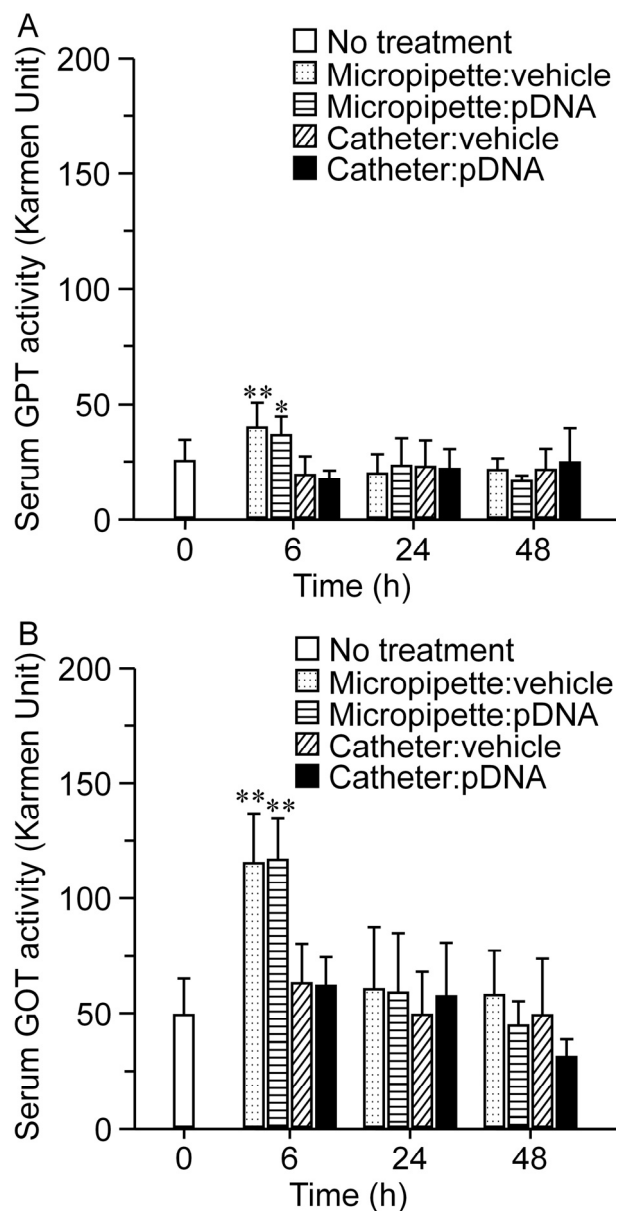 A
No treatment
Micropipette:vehicle
Micropipette:pDNA
Catheter:vehicle
Catheter:pDNA
Serum GPT activity (Karmen Unit)
200
150
100
50
0
** *
0 6 24 48
Time (h)
B
No treatment
Micropipette:vehicle
Micropipette:pDNA
Catheter:vehicle
Catheter:pDNA
Serum GOT activity (Karmen Unit)
200
150
100
50
0
** **
0 6 24 48
Time (h)